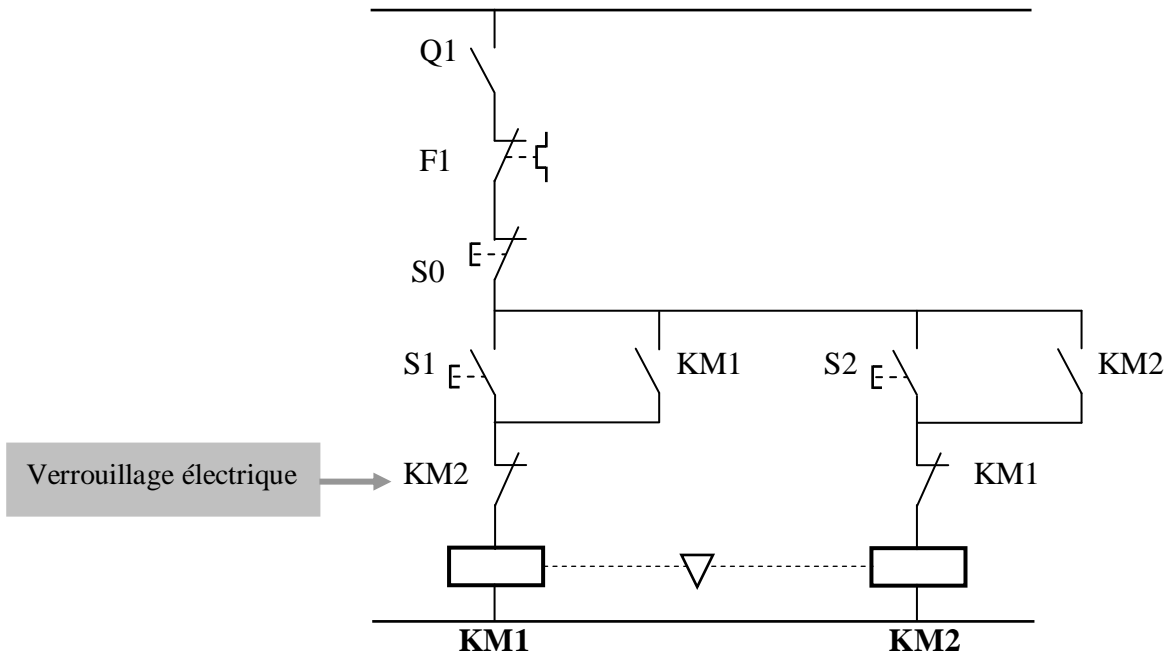 Q1
F1
S0
S1
KM1
S2
KM2
Verrouillage électrique
KM2
KM1
KM1
KM2